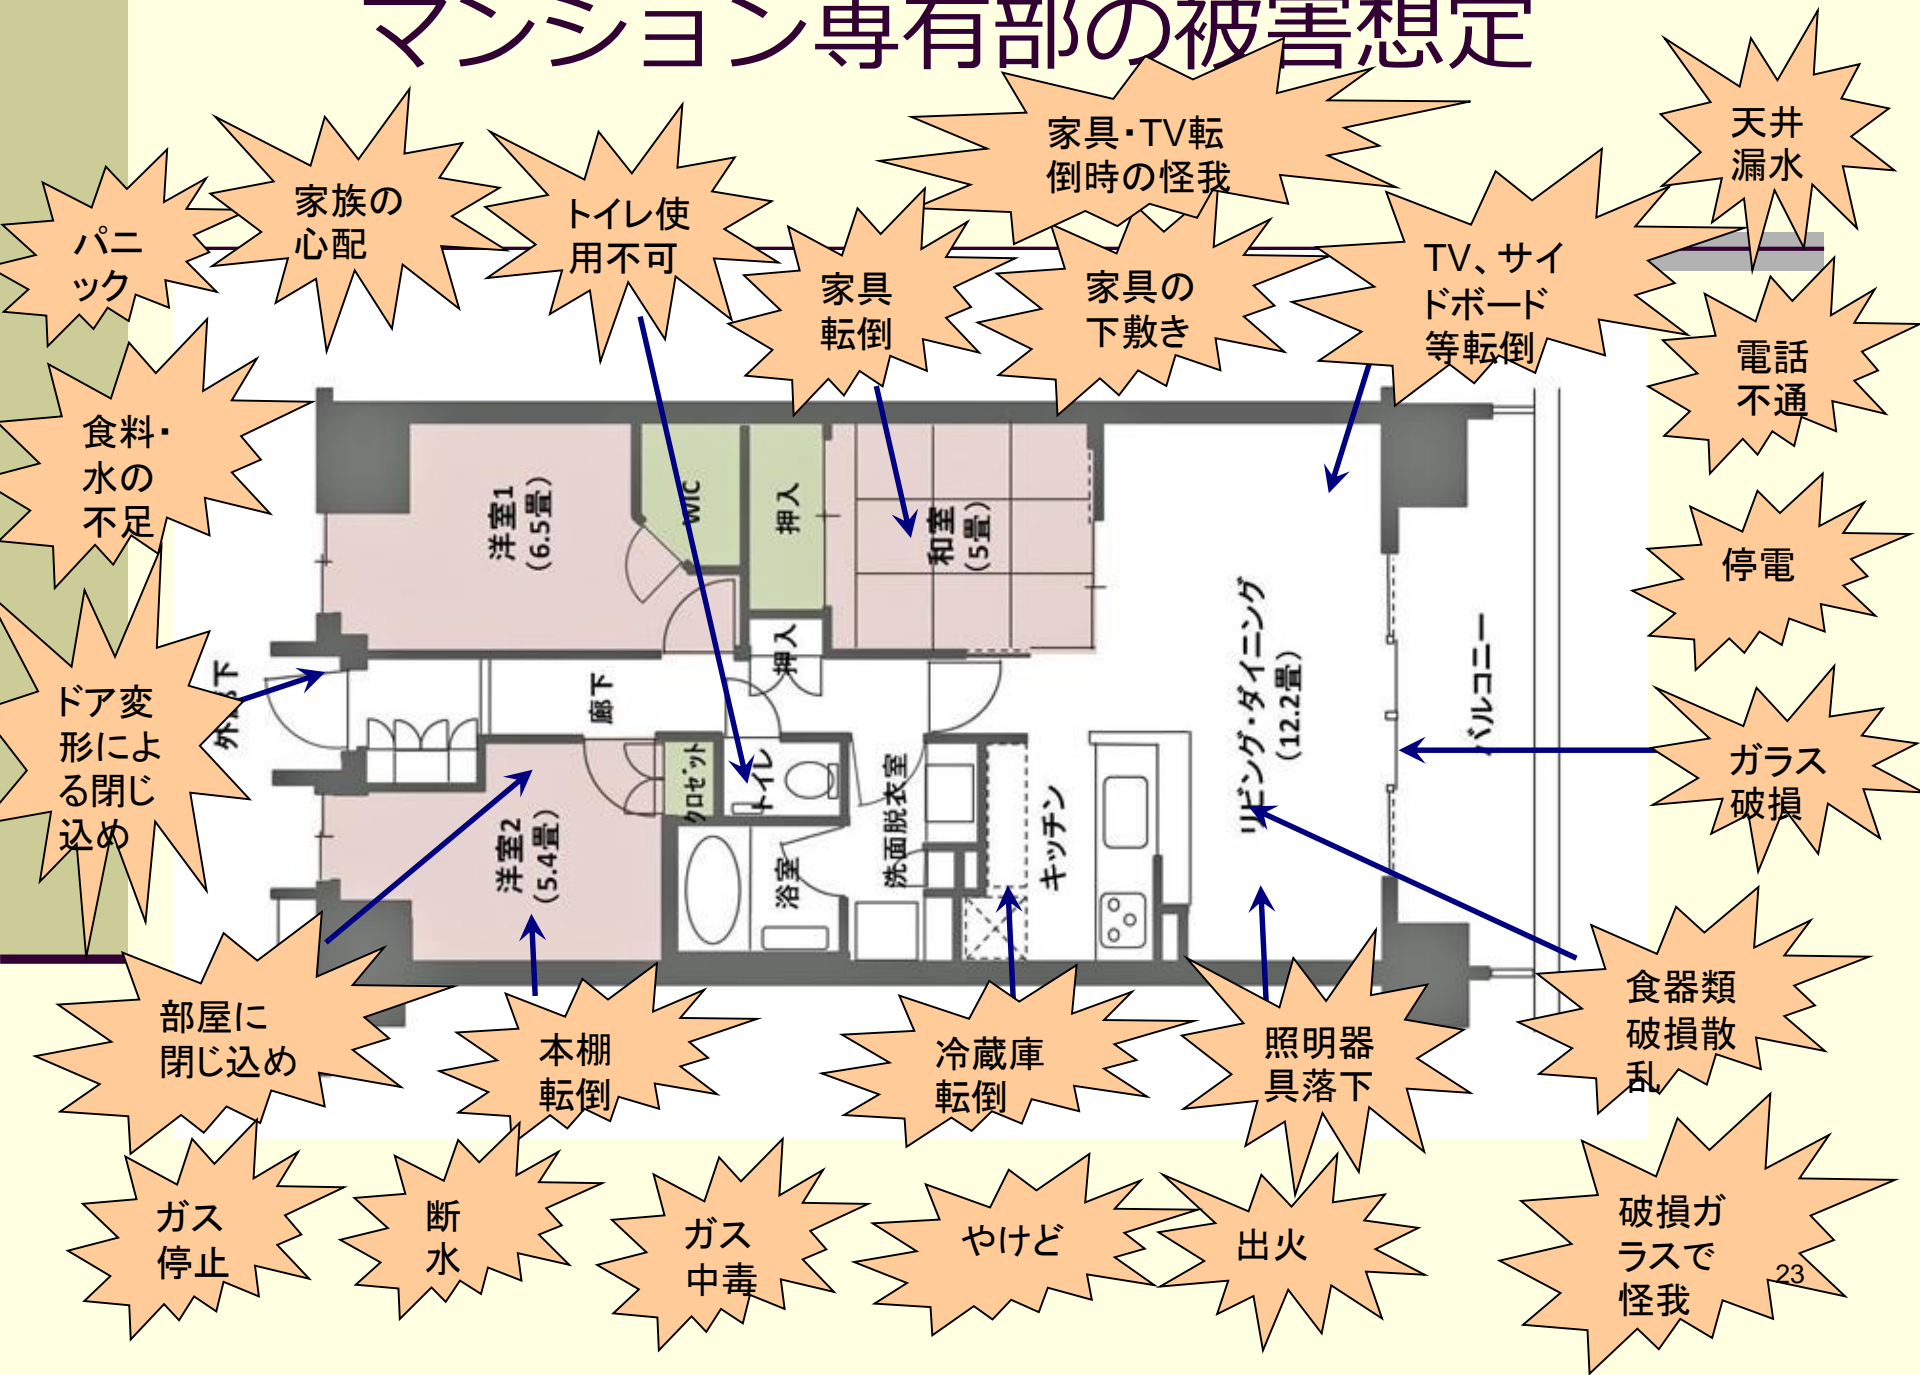 マンション専有部の被害想定
パニ
ック
家族の
心配
トイレ使
用不可
家具・TV転
倒時の怪我
天井
漏水
家具
転倒
家具の
下敷き
TV、サイ
ドボード
等転倒
電話
不通
食料・
水の
不足
停電
ドア変
形によ
る閉じ
込め
ガラス
破損
洋室1
(6.5畳)
WIC
押入
和室
(5畳)
押入
廊下
外廊下
リビング・ダイニング
(12.2畳)
バルコニー
洋室2
(5.4畳)
クロゼット
トイレ
浴室
洗面脱衣室
キッチン
部屋に
閉じ込め
本棚
転倒
冷蔵庫
転倒
照明器
具落下
食器類
破損散
乱
ガス
停止
断
水
ガス
中毒
やけど
出火
破損ガ
ラスで
怪我
23